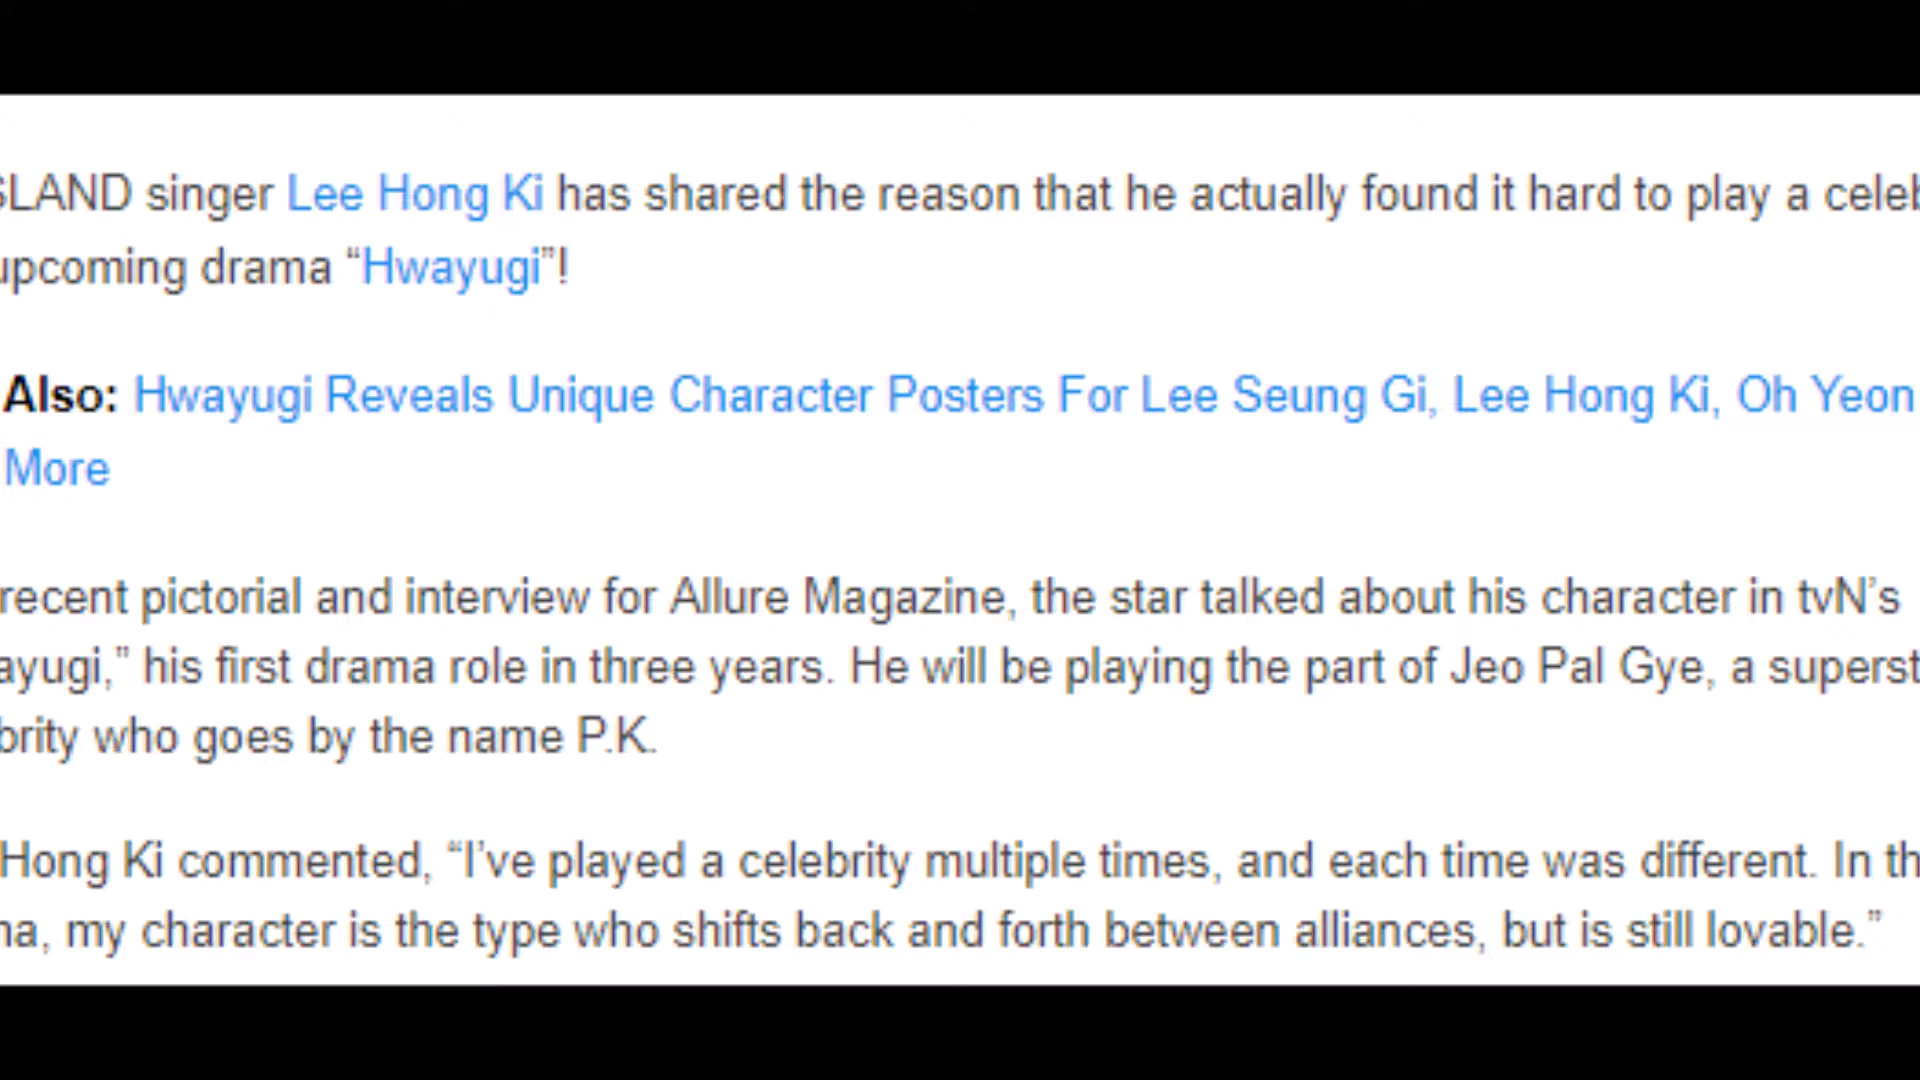 SLAND singer Lee Hong Ki has shared the reason that he actually found it hard to play a celeb
upcoming drama “Hwayugi”!
Also: Hwayugi Reveals Unique Character Posters For Lee Seung Gi, Lee Hong Ki, Oh Yeon
More
recent pictorial and interview for Allure Magazine, the star talked about his character in tvN’s
ayugi,” his first drama role in three years. He will be playing the part of Jeo Pal Gye, a superst
brity who goes by the name P.K.
Hong Ki commented, “I’ve played a celebrity multiple times, and each time was different. In th
na, my character is the type who shifts back and forth between alliances, but is still lovable.”